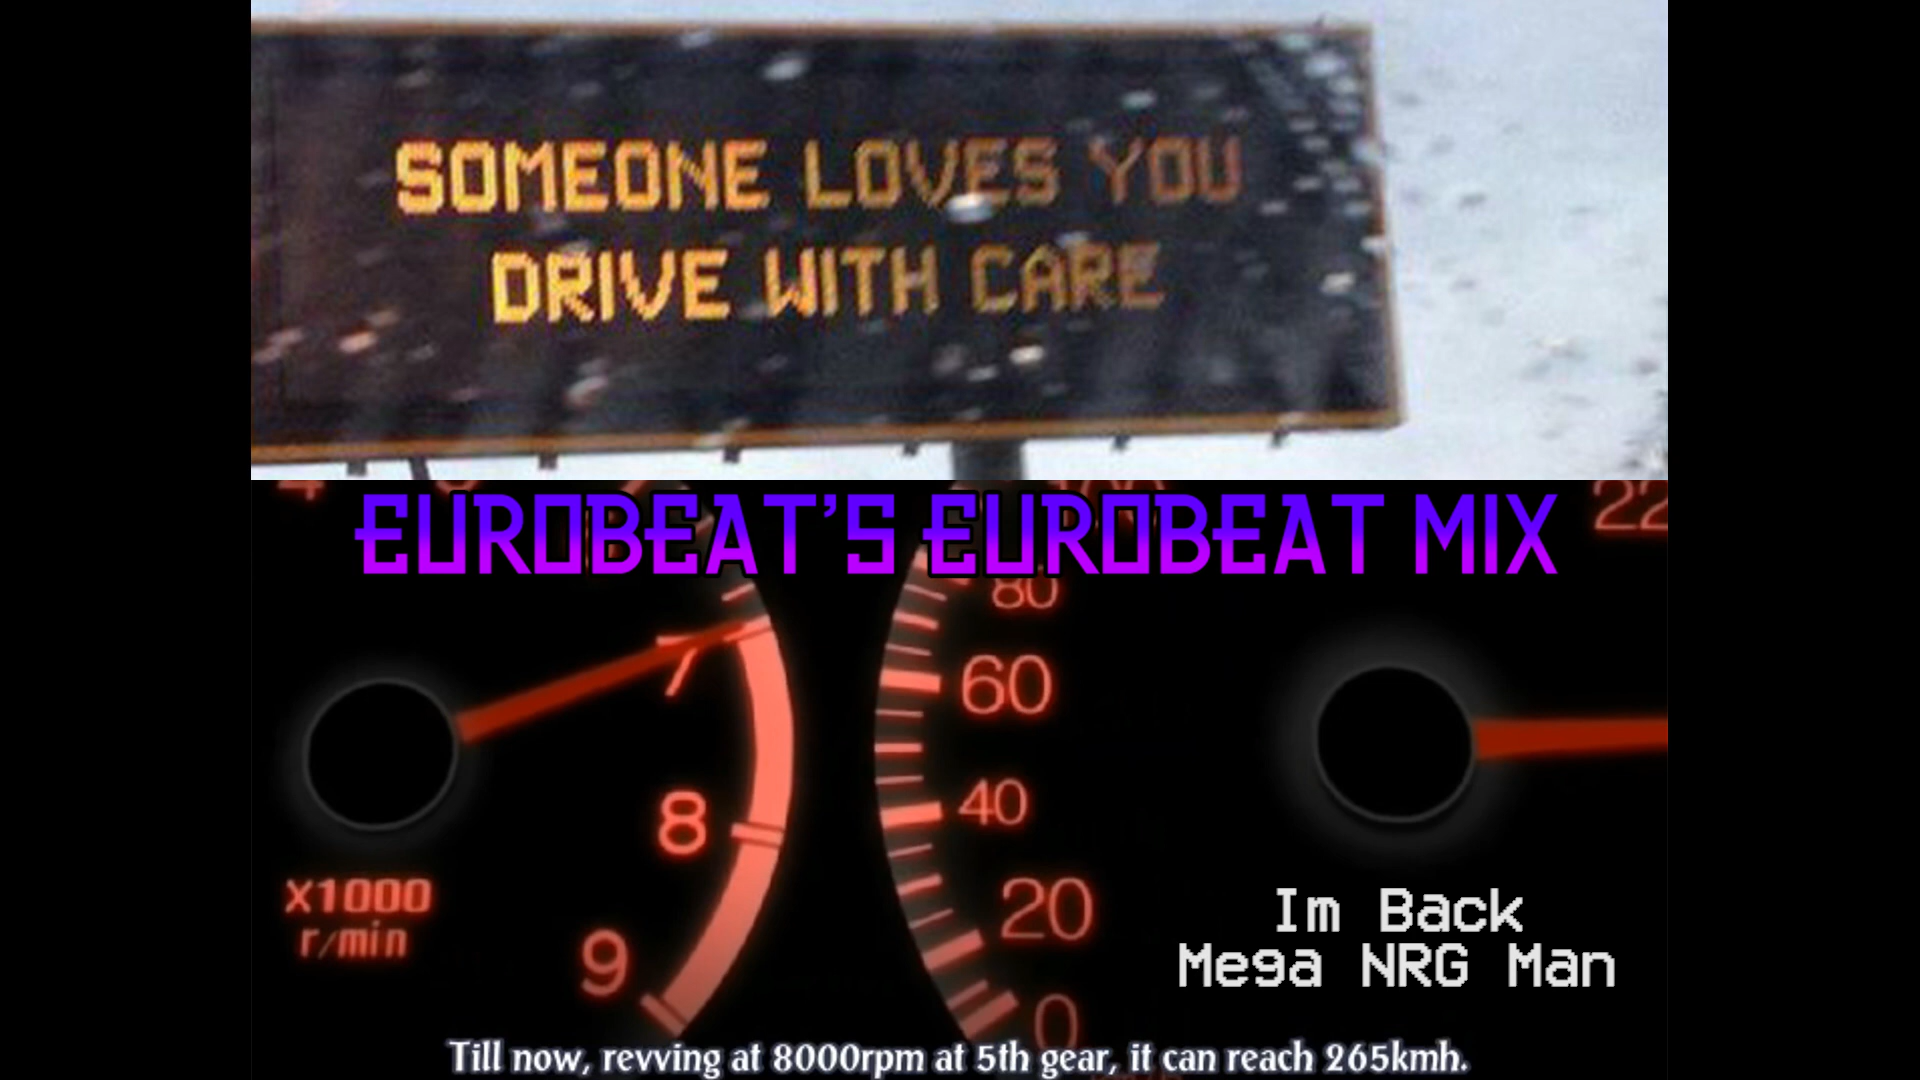 SOMEONE LOVES YOU
DRIVE WITH CARE
EUROBEAT'S EUROBEAT MIX
22
80
7
60
8
40
X1000
r/min
9
20
0
Im Back
Mega NRG Man
Till now, revving at 8000rpm at 5th gear, it can reach 265kmh.